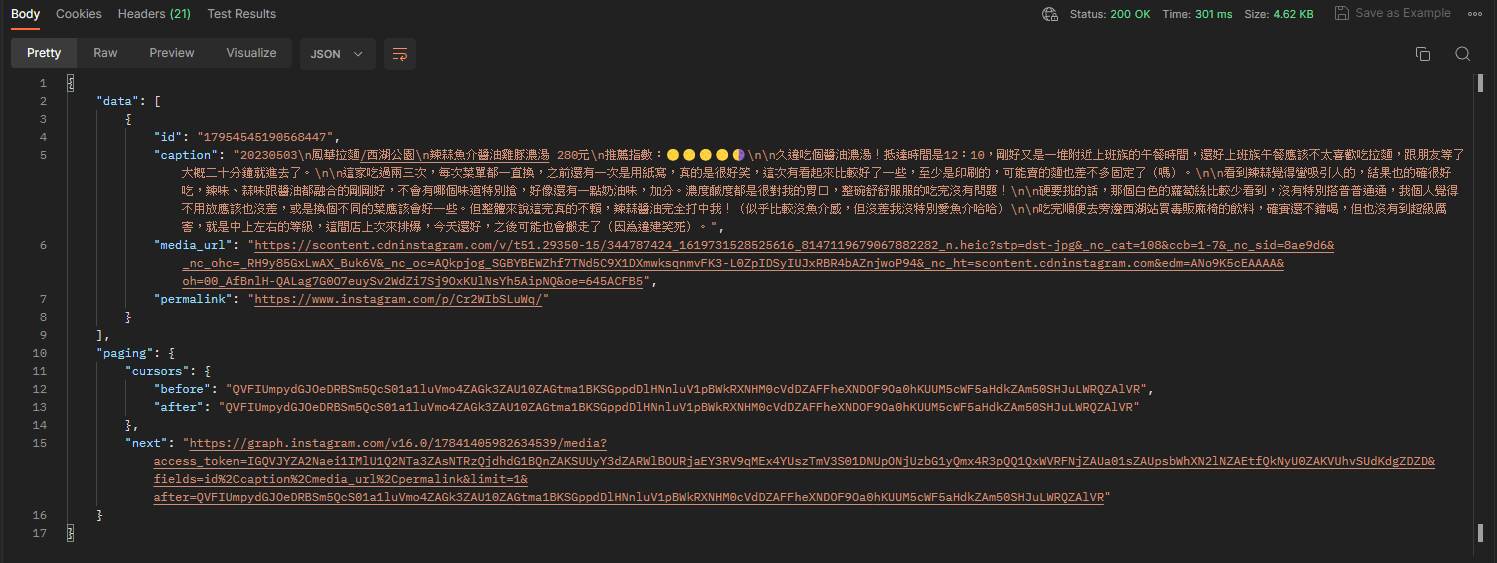 Body Cookies Headers (21) Test Results Status: 200 OK Time: 301 ms Size: 4.62 KB Save as Example
Pretty Raw Preview Visualize JSON
1 {
2 "data": [
3 {
4 "id": "17954545190568447",
5 "caption": "20230503\n鳳華拉麵/西湖公園\n辣蒜魚介醬油雞豚濃湯 280元\n推薦指數：🌕🌕🌕🌕🌗\n\n久違吃個醬油濃湯！抵達時間是12：10，剛好又是一堆附近上班族的午餐時間，還好上班族午餐應該不太喜歡吃拉麵，跟朋友等了
大概二十分鐘就進去了。\n\n這家吃過兩三次，每次菜單都一直換，之前還有一次是用紙寫，真的是很好笑，這次有看起來比較好了一些，至少是印刷的，可能賣的麵也差不多固定了（嗎）。\n\n看到辣蒜覺得蠻吸引人的，結果也的確很好
吃，辣味、蒜味跟醬油都融合的剛剛好，不會有哪個味道特別搶，好像還有一點奶油味，加分。濃度鹹度都是很對我的胃口，整碗舒舒服服的吃完沒有問題！\n\n硬要挑的話，那個白色的蘿蔔絲比較少看到，沒有特別搭普普通通，我個人覺得
不用放應該也沒差，或是換個不同的菜應該會好一些。但整體來說這完真的不賴，辣蒜醬油完全打中我！（似乎比較沒魚介感，但沒差我沒特別愛魚介哈哈）\n\n吃完順便去旁邊西湖站買毒販麻椅的飲料，確實還不錯喝，但也沒有到超級厲
害，就是中上左右的等級，這間店上次來排爆，今天還好，之後可能也會搬走了（因為違建笑死）。",
6 "media_url": "https://scontent.cdninstagram.com/v/t51.29350-15/344787424_1619731528525616_8147119679067882282_n.heic?stp=dst-jpg&_nc_cat=108&ccb=1-7&_nc_sid=8ae9d6&
_nc_ohc=_RH9y85GxLwAX_Buk6V&_nc_oc=AQkpjog_SGBYBEWZhf7TNd5C9X1DXmwksqnmvFK3-L0ZpIDSyIUJxRBR4bAZnjwoP94&_nc_ht=scontent.cdninstagram.com&edm=ANo9K5cEAAAA&
oh=00_AfBnlH-QALag7G0O7euySv2WdZi7Sj9OxKUlNsYh5AipNQ&oe=645ACFB5",
7 "permalink": "https://www.instagram.com/p/Cr2WIbSLuWq/"
8 }
9 ],
10 "paging": {
11 "cursors": {
12 "before": "QVFIUmpydGJOeDRBSm5QcS01a1luVmo4ZAGk3ZAU10ZAGtma1BKSGppdDlHNnluV1pBWkRXNHM0cVdDZAFFheXNDOF9Oa0hKUUM5cWF5aHdkZAm50SHJuLWRQZAlVR",
13 "after": "QVFIUmpydGJOeDRBSm5QcS01a1luVmo4ZAGk3ZAU10ZAGtma1BKSGppdDlHNnluV1pBWkRXNHM0cVdDZAFFheXNDOF9Oa0hKUUM5cWF5aHdkZAm50SHJuLWRQZAlVR"
14 },
15 "next": "https://graph.instagram.com/v16.0/17841405982634539/media?
access_token=IGQVJYZA2Naei1IMlU1Q2NTa3ZAsNTRzQjdhdG1BQnZAKSUUyY3dZARWlBOURjaEY3RV9qMEx4YUszTmV3S01DNUpONjUzbG1yQmx4R3pQQ1QxWVRFNjZAUa01sZAUpsbWhXN2lNZAEtfQkNyU0ZAKVUhvSUdKdgZDZD&
fields=id%2Ccaption%2Cmedia_url%2Cpermalink&limit=1&
after=QVFIUmpydGJOeDRBSm5QcS01a1luVmo4ZAGk3ZAU10ZAGtma1BKSGppdDlHNnluV1pBWkRXNHM0cVdDZAFFheXNDOF9Oa0hKUUM5cWF5aHdkZAm50SHJuLWRQZAlVR"
16 }
17 }